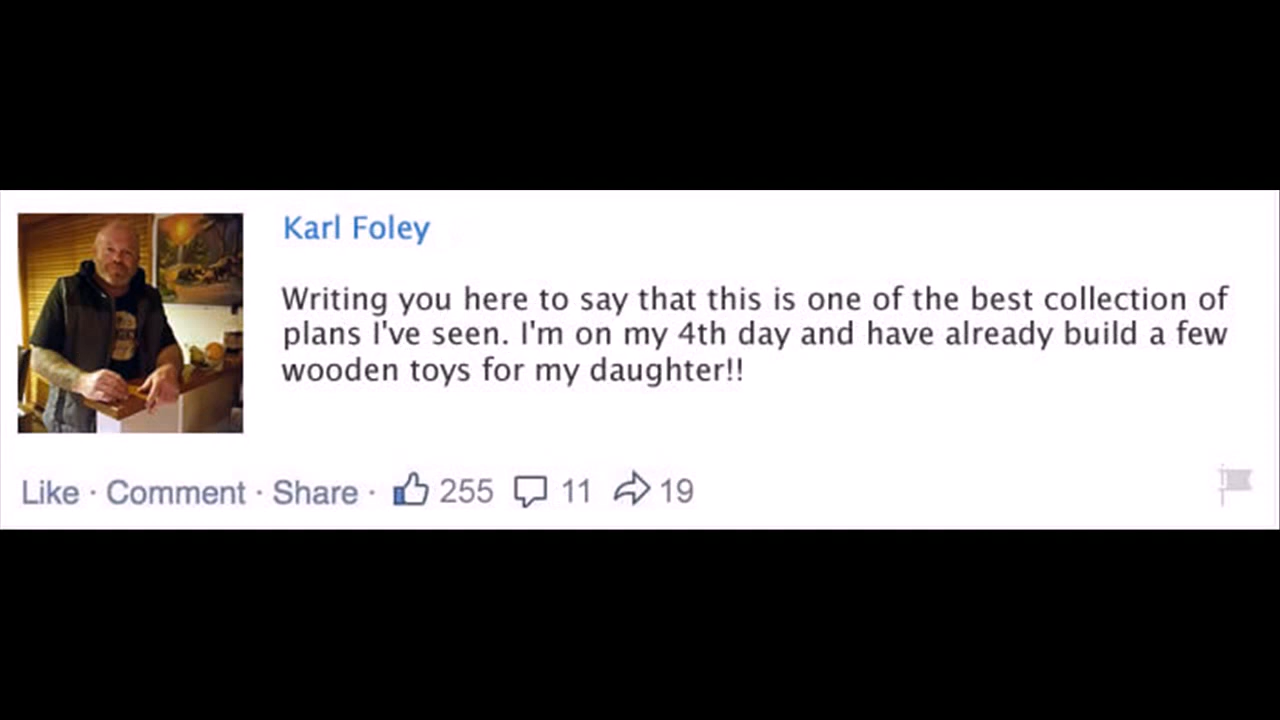 Karl Foley
Writing you here to say that this is one of the best collection of
plans I've seen. I'm on my 4th day and have already build a few
wooden toys for my daughter!!
Like · Comment · Share · 255 11 19